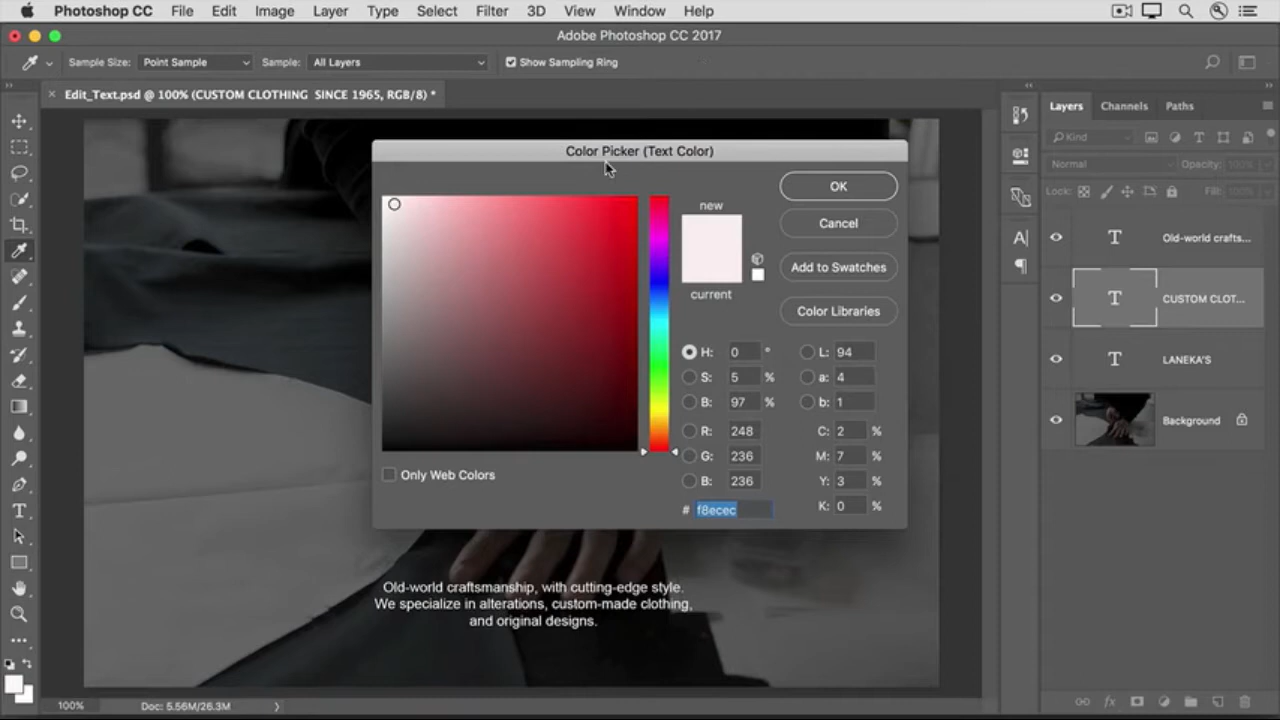 Photoshop CC File Edit Image Layer Type Select Filter 3D View Window Help
Adobe Photoshop CC 2017
Sample Size: Point Sample Sample: All Layers Show Sampling Ring
× Edit_Text.psd @ 100% (CUSTOM CLOTHING SINCE 1965, RGB/8) *
Layers Channels Paths
Kind
Normal Opacity: 100%
Lock: Fill: 100%
Old-world crafts...
CUSTOM CLOT...
LANEKA'S
Background
Color Picker (Text Color)
new
current
OK
Cancel
Add to Swatches
Color Libraries
H: 0 ° L: 94
S: 5 % a: 4
B: 97 % b: 1
R: 248 C: 2 %
G: 236 M: 7 %
B: 236 Y: 3 %
# f8ecec K: 0 %
Only Web Colors
Old-world craftsmanship, with cutting-edge style.
We specialize in alterations, custom-made clothing,
and original designs.
100% Doc: 5.56M/26.3M